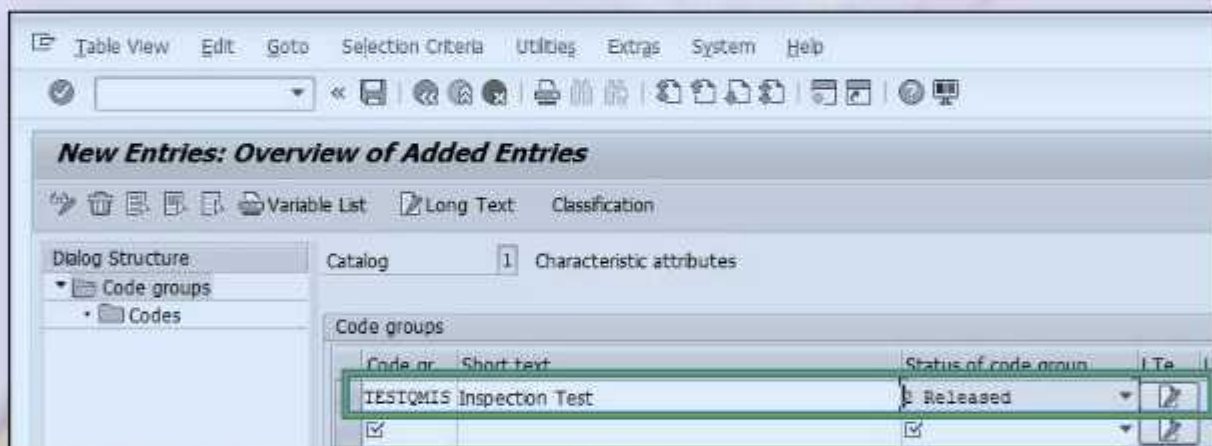 Table View Edit Goto Selection Criteria Utilities Extras System Help
New Entries: Overview of Added Entries
Variable List Long Text Classification
Dialog Structure
Code groups
Codes
Catalog 1 Characteristic attributes
Code groups
Code gr. Short text Status of code group LTe
TESTQMIS Inspection Test 2 Released